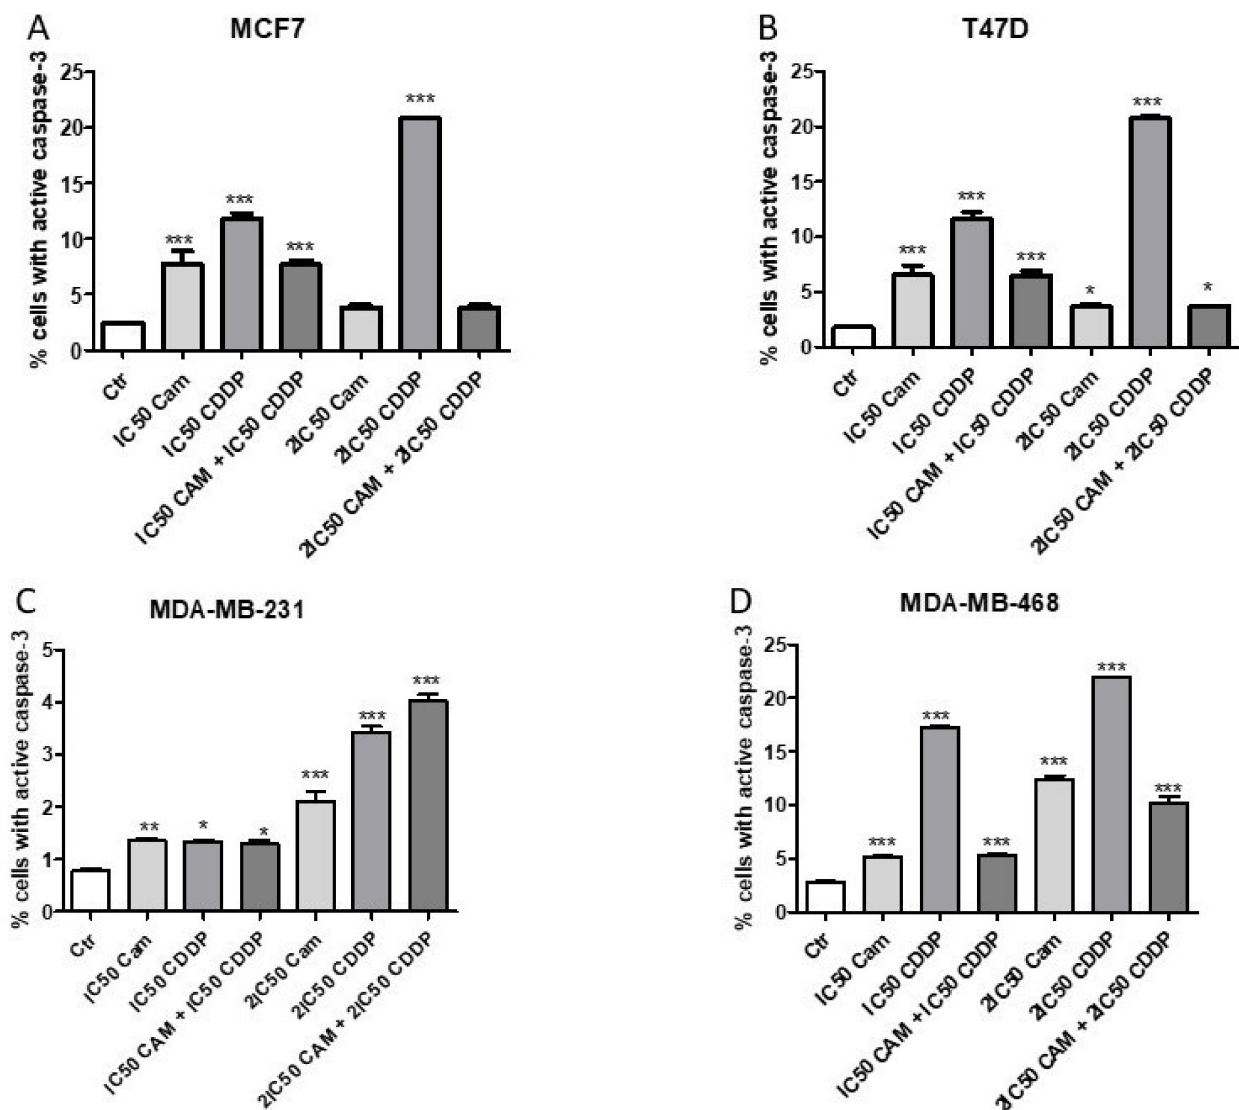 A
MCF7
% cells with active caspase-3
25
20
15
10
5
0
***
***
***
***
Ctr
IC50 Cam
IC50 CDDP
IC50 CAM + IC50 CDDP
2IC50 Cam
2IC50 CDDP
2IC50 CAM + 2IC50 CDDP
B
T47D
% cells with active caspase-3
25
20
15
10
5
0
***
***
***
*
***
*
Ctr
IC50 Cam
IC50 CDDP
IC50 CAM + IC50 CDDP
2IC50 Cam
2IC50 CDDP
2IC50 CAM + 2IC50 CDDP
C
MDA-MB-231
% cells with active caspase-3
5
4
3
2
1
0
**
*
*
***
***
***
Ctr
IC50 Cam
IC50 CDDP
IC50 CAM + IC50 CDDP
2IC50 Cam
2IC50 CDDP
2IC50 CAM + 2IC50 CDDP
D
MDA-MB-468
% cells with active caspase-3
25
20
15
10
5
0
***
***
***
***
***
***
Ctr
IC50 Cam
IC50 CDDP
IC50 CAM + IC50 CDDP
2IC50 Cam
2IC50 CDDP
2IC50 CAM + 2IC50 CDDP